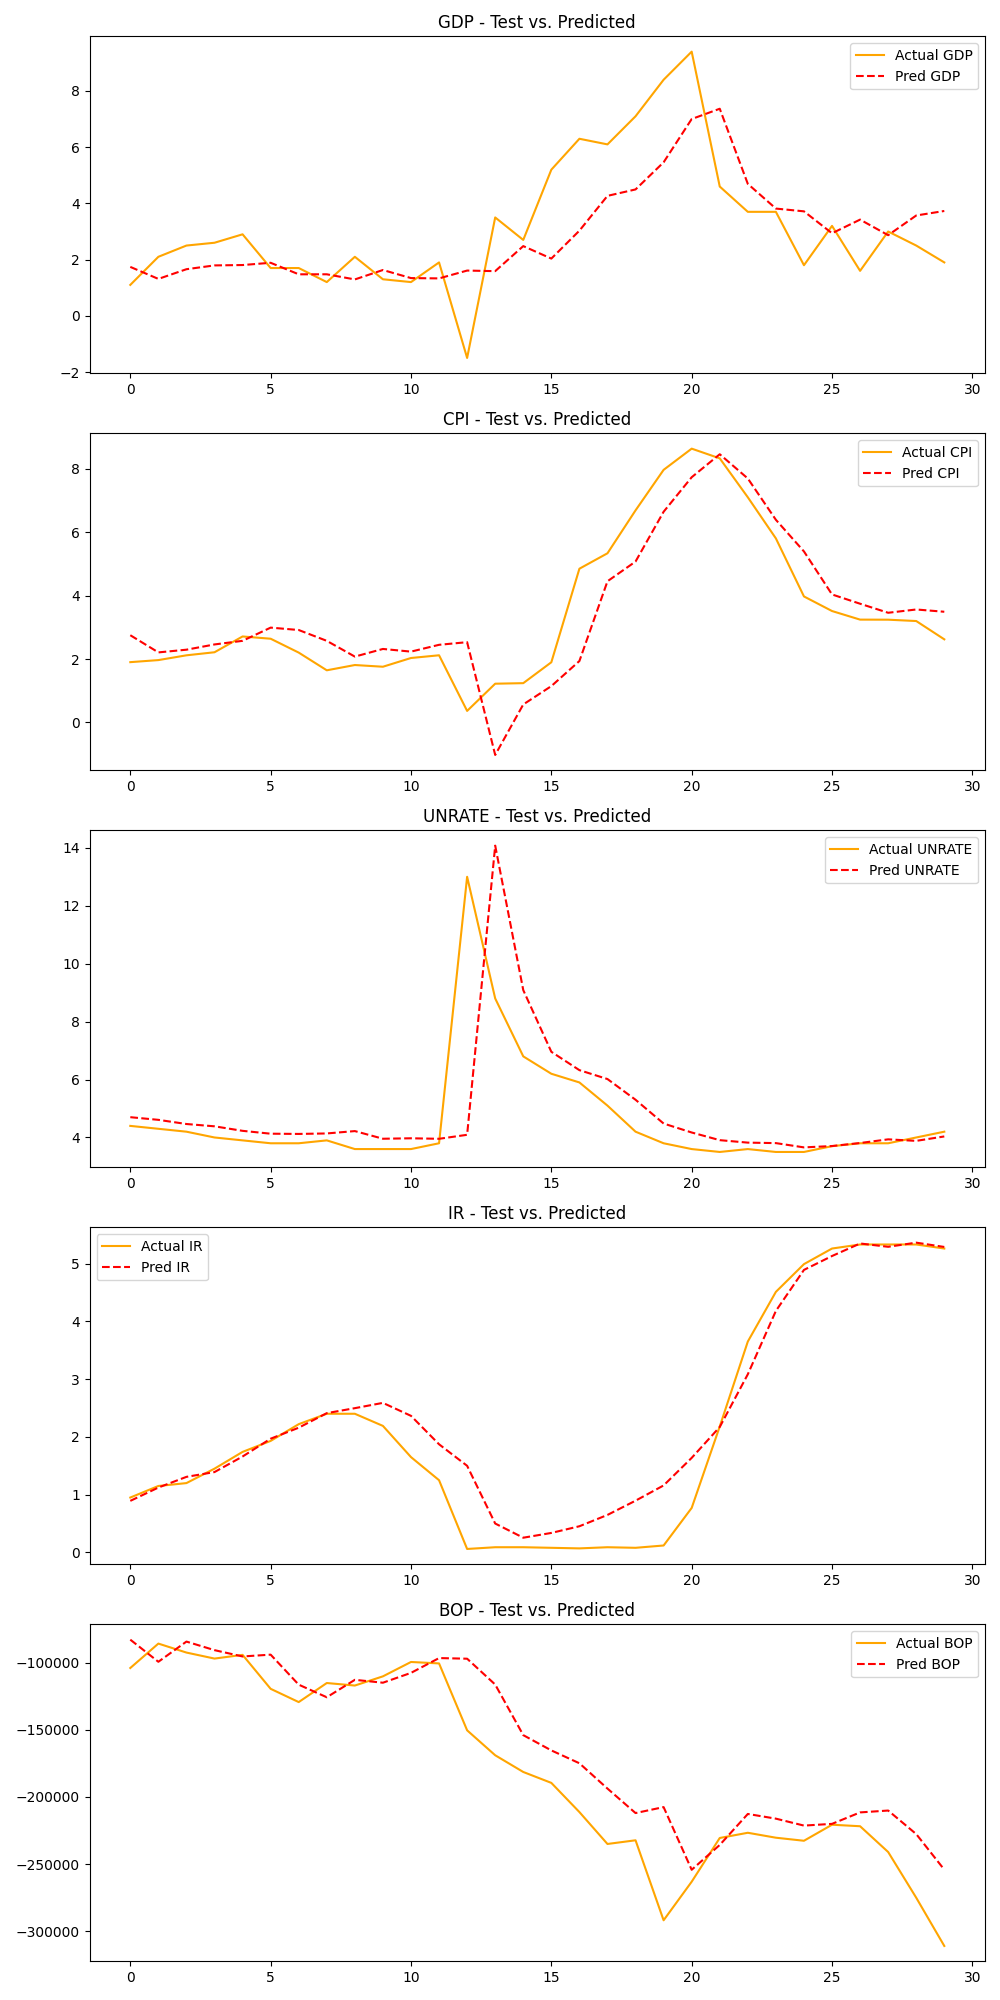 GDP - Test vs. Predicted
Actual GDP
Pred GDP
8
6
4
2
0
−2
0 5 10 15 20 25 30
CPI - Test vs. Predicted
Actual CPI
Pred CPI
8
6
4
2
0
0 5 10 15 20 25 30
UNRATE - Test vs. Predicted
Actual UNRATE
Pred UNRATE
14
12
10
8
6
4
0 5 10 15 20 25 30
IR - Test vs. Predicted
Actual IR
Pred IR
5
4
3
2
1
0
0 5 10 15 20 25 30
BOP - Test vs. Predicted
Actual BOP
Pred BOP
−100000
−150000
−200000
−250000
−300000
0 5 10 15 20 25 30